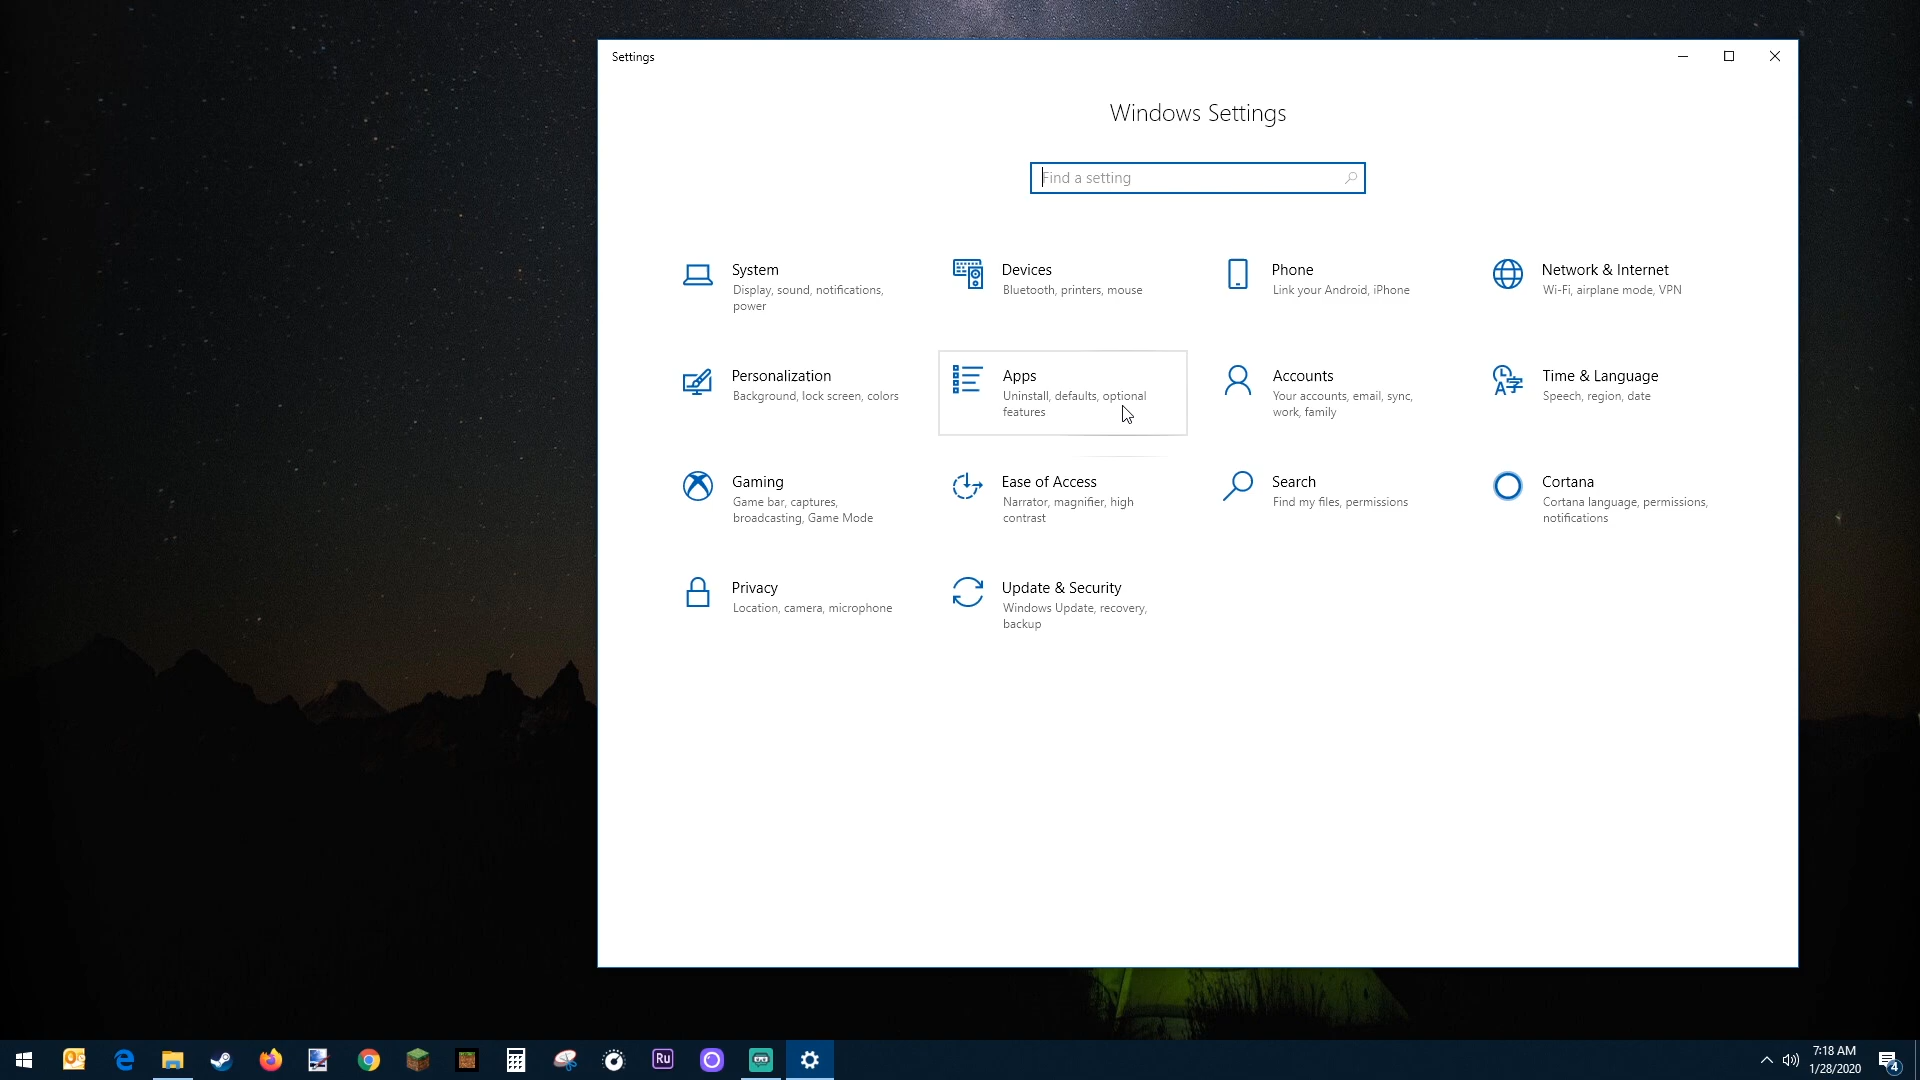 Settings
Windows Settings
Find a setting
System
Display, sound, notifications,
power
Devices
Bluetooth, printers, mouse
Phone
Link your Android, iPhone
Network & Internet
Wi-Fi, airplane mode, VPN
Personalization
Background, lock screen, colors
Apps
Uninstall, defaults, optional
features
Accounts
Your accounts, email, sync,
work, family
Time & Language
Speech, region, date
Gaming
Game bar, captures,
broadcasting, Game Mode
Ease of Access
Narrator, magnifier, high
contrast
Search
Find my files, permissions
Cortana
Cortana language, permissions,
notifications
Privacy
Location, camera, microphone
Update & Security
Windows Update, recovery,
backup
Ru
7:18 AM
1/28/2020
4